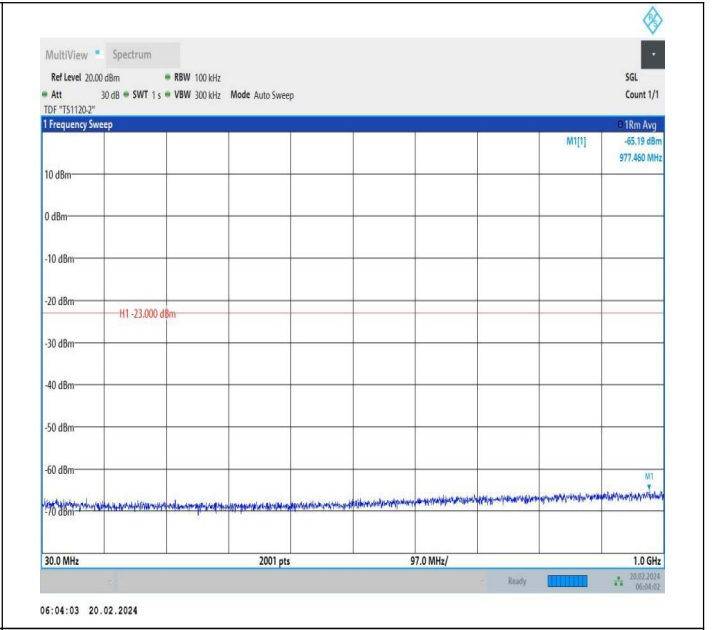 R S
MultiView Spectrum
Ref Level 20.00 dBm RBW 100 kHz SGL
Att 30 dB SWT 1 s VBW 300 kHz Mode Auto Sweep Count 1/1
TDF "TS1120-2"
1 Frequency Sweep 1Rm Avg
M1[1] -65.19 dBm
977.460 MHz
10 dBm
0 dBm
-10 dBm
-20 dBm
H1 -23.000 dBm
-30 dBm
-40 dBm
-50 dBm
-60 dBm
M1
-70 dBm
30.0 MHz 2001 pts 97.0 MHz/ 1.0 GHz
Ready 20.02.2024
06:04:02
06:04:03 20.02.2024